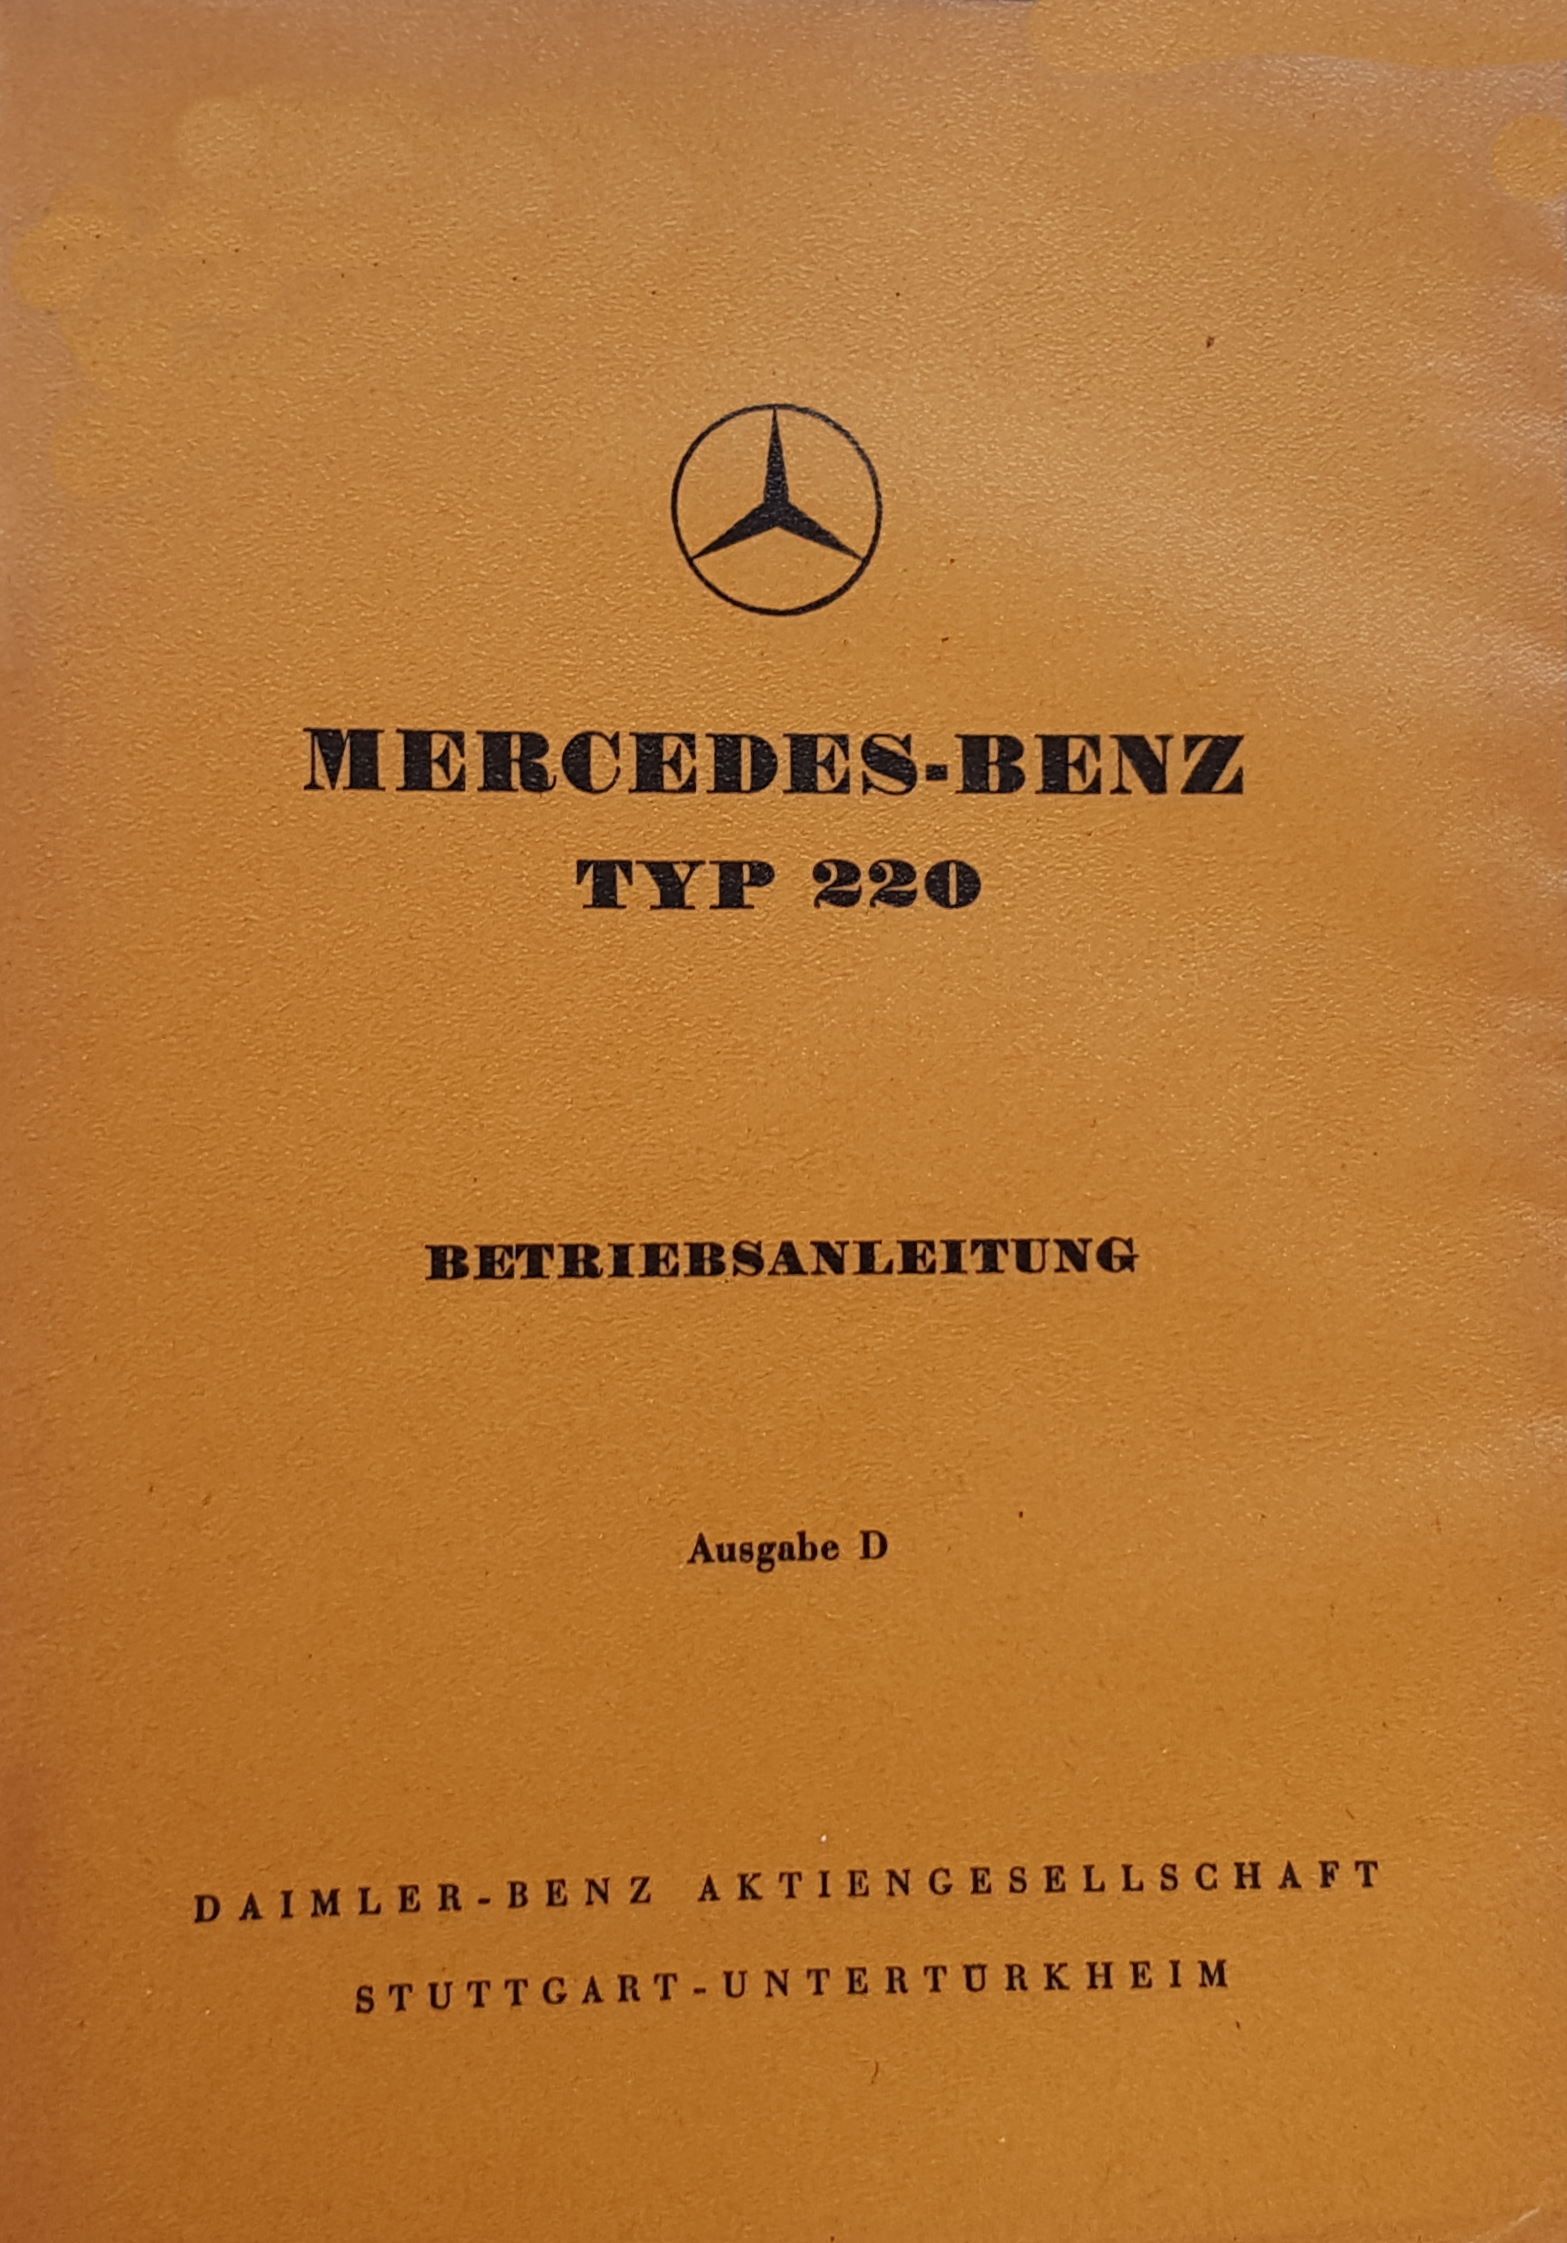 MERCEDES-BENZ
TYP 220
BETRIEBSANLEITUNG
Ausgabe D
DAIMLER-BENZ AKTIENGESELLSCHAFT
STUTTGART-UNTERTÜRKHEIM